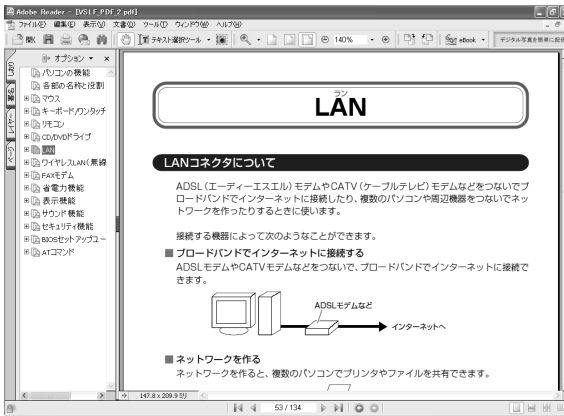 Adobe Reader - [VSLF_PDF_2.pdf]
ファイル(F) 編集(E) 表示(V) 文書(D) ツール(T) ウィンドウ(W) ヘルプ(H)
開く テキスト選択ツール 140% eBook デジタル写真を簡単に配信
オプション
パソコンの機能
各部の名称と役割
マウス
キーボード/ワンタッチ
リモコン
CD/DVDドライブ
LAN
ワイヤレスLAN(無線
FAXモデム
省電力機能
表示機能
サウンド機能
セキュリティ機能
BIOSセットアップユー
ATコマンド
ラン
LAN
LANコネクタについて
ADSL(エーディーエスエル)モデムやCATV(ケーブルテレビ)モデムなどをつないでブ
ロードバンドでインターネットに接続したり、複数のパソコンや周辺機器をつないでネッ
トワークを作ったりするときに使います。
接続する機器によって次のようなことができます。
■ブロードバンドでインターネットに接続する
ADSLモデムやCATVモデムなどをつないで、ブロードバンドでインターネットに接続で
きます。
ADSLモデムなど
インターネットへ
■ネットワークを作る
ネットワークを作ると、複数のパソコンでプリンタやファイルを共有できます。
147.8 x 209.9 ミリ
53 / 134